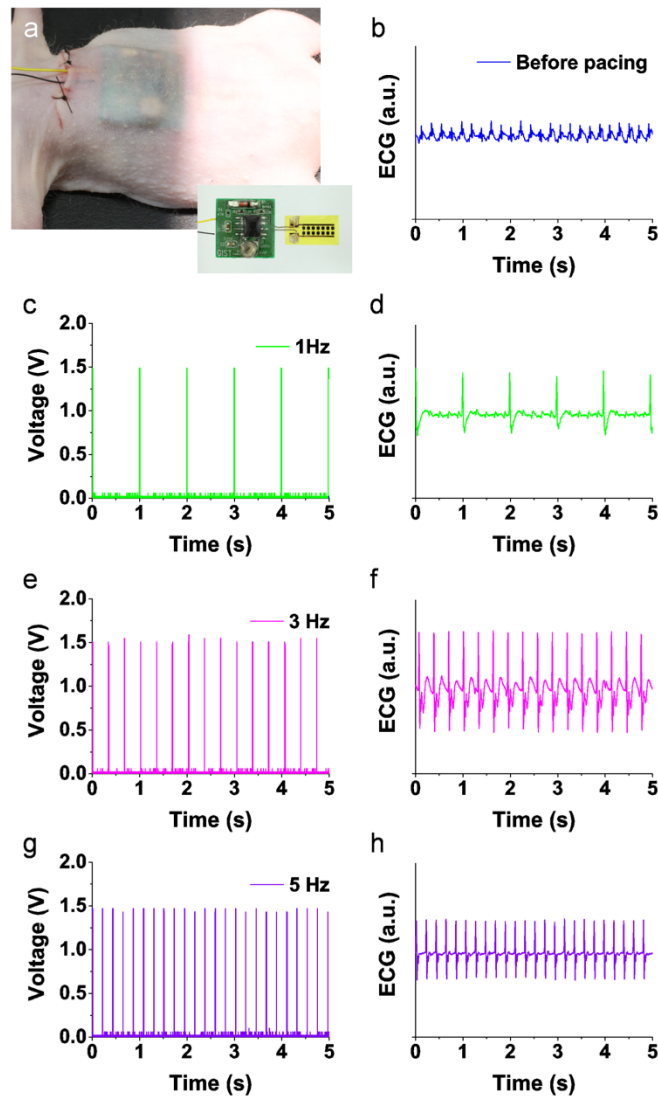 a
GIST
b
Before pacing
ECG (a.u.)
0 1 2 3 4 5
Time (s)
c
2.0
1.5
1.0
0.5
0.0
Voltage (V)
1Hz
0 1 2 3 4 5
Time (s)
d
ECG (a.u.)
0 1 2 3 4 5
Time (s)
e
2.0
1.5
1.0
0.5
0.0
Voltage (V)
3 Hz
0 1 2 3 4 5
Time (s)
f
ECG (a.u.)
0 1 2 3 4 5
Time (s)
g
2.0
1.5
1.0
0.5
0.0
Voltage (V)
5 Hz
0 1 2 3 4 5
Time (s)
h
ECG (a.u.)
0 1 2 3 4 5
Time (s)